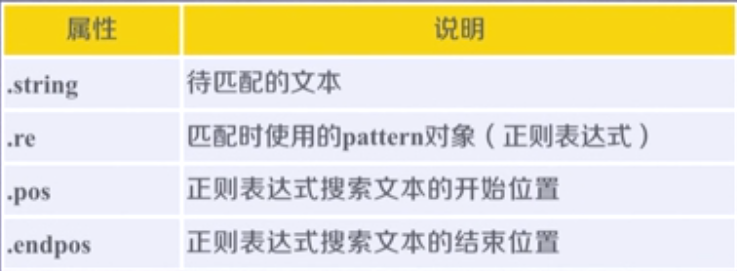 属性 说明
.string 待匹配的文本
.re 匹配时使用的pattern对象（正则表达式）
.pos 正则表达式搜索文本的开始位置
.endpos 正则表达式搜索文本的结束位置